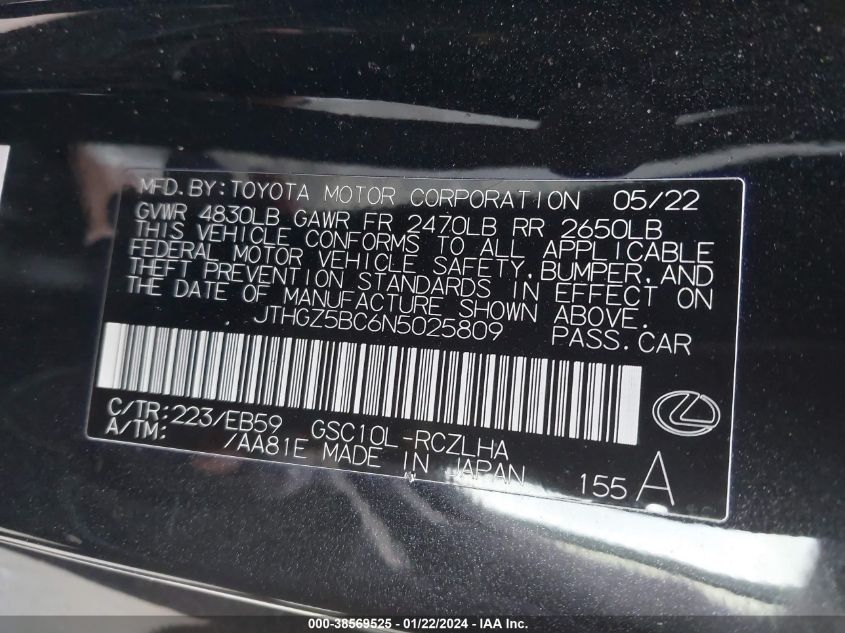 MFD.BY:TOYOTA MOTOR CORPORATION 05/22
GVWR 4830LB GAWR FR 2470LB RR 2650LB
THIS VEHICLE CONFORMS TO ALL APPLICABLE
FEDERAL MOTOR VEHICLE SAFETY,BUMPER,AND
THEFT PREVENTION STANDARDS IN EFFECT ON
THE DATE OF MANUFACTURE SHOWN ABOVE.
JTHGZ5BC6N5025809 PASS.CAR
C/TR:223/EB59 GSC10L-RCZLHA
A/TM: /AA81E MADE IN JAPAN
155 A
000-38569525 - 01/22/2024 - IAA Inc.